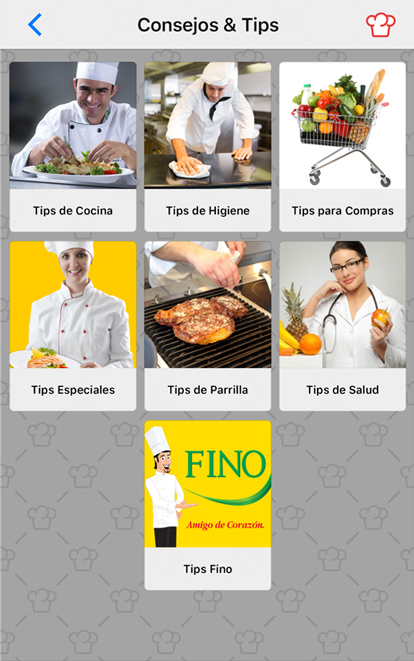 Consejos & Tips
Tips de Cocina
Tips de Higiene
Tips para Compras
Tips Especiales
Tips de Parrilla
Tips de Salud
FINO
Amigo de Corazón.
Tips Fino